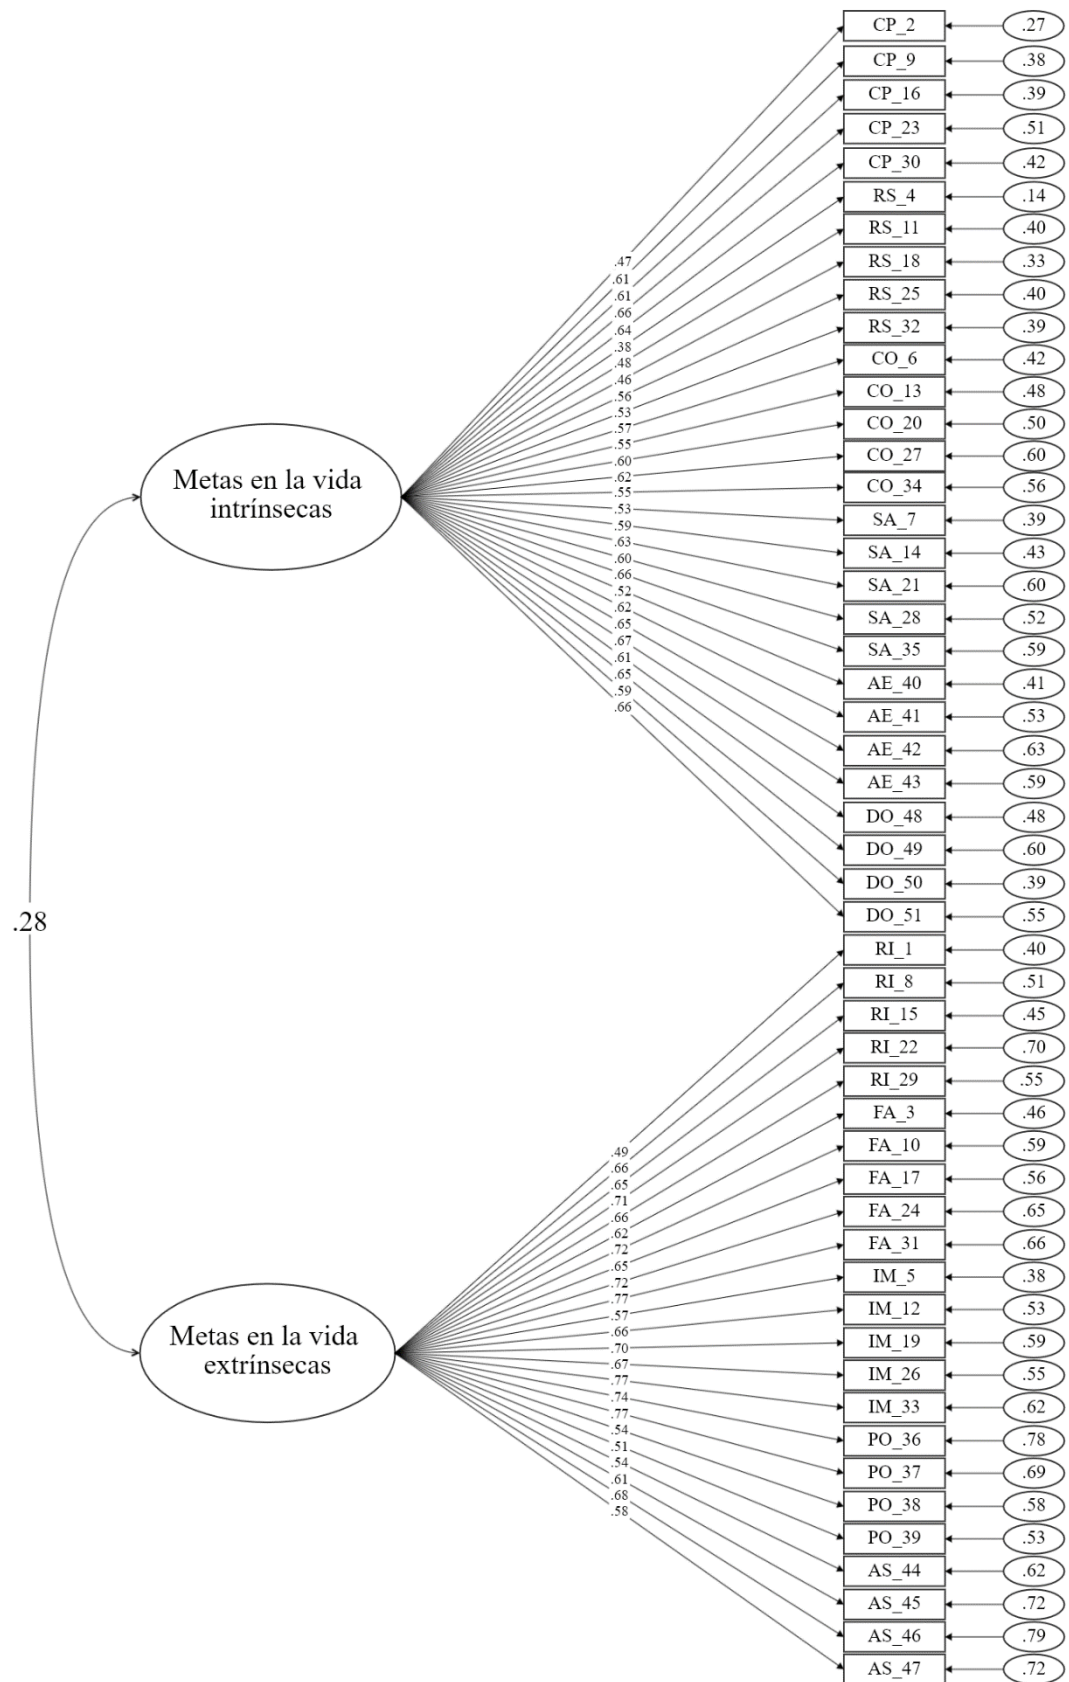 CP_2 .27
CP_9 .38
CP_16 .39
CP_23 .51
CP_30 .42
RS_4 .14
RS_11 .40
RS_18 .33
RS_25 .40
RS_32 .39
CO_6 .42
CO_13 .48
CO_20 .50
CO_27 .60
CO_34 .56
SA_7 .39
SA_14 .43
SA_21 .60
SA_28 .52
SA_35 .59
AE_40 .41
AE_41 .53
AE_42 .63
AE_43 .59
DO_48 .48
DO_49 .60
DO_50 .39
DO_51 .55
.47
.61
.61
.66
.64
.38
.48
.46
.56
.53
.57
.55
.60
.62
.55
.53
.59
.63
.60
.66
.52
.62
.65
.67
.61
.65
.59
.66
Metas en la vida
intrínsecas
.28
RI_1 .40
RI_8 .51
RI_15 .45
RI_22 .70
RI_29 .55
FA_3 .46
FA_10 .59
FA_17 .56
FA_24 .65
FA_31 .66
IM_5 .38
IM_12 .53
IM_19 .59
IM_26 .55
IM_33 .62
PO_36 .78
PO_37 .69
PO_38 .58
PO_39 .53
AS_44 .62
AS_45 .72
AS_46 .79
AS_47 .72
.49
.66
.65
.71
.66
.62
.72
.65
.72
.77
.57
.66
.70
.67
.77
.74
.77
.54
.51
.54
.61
.68
.58
Metas en la vida
extrínsecas